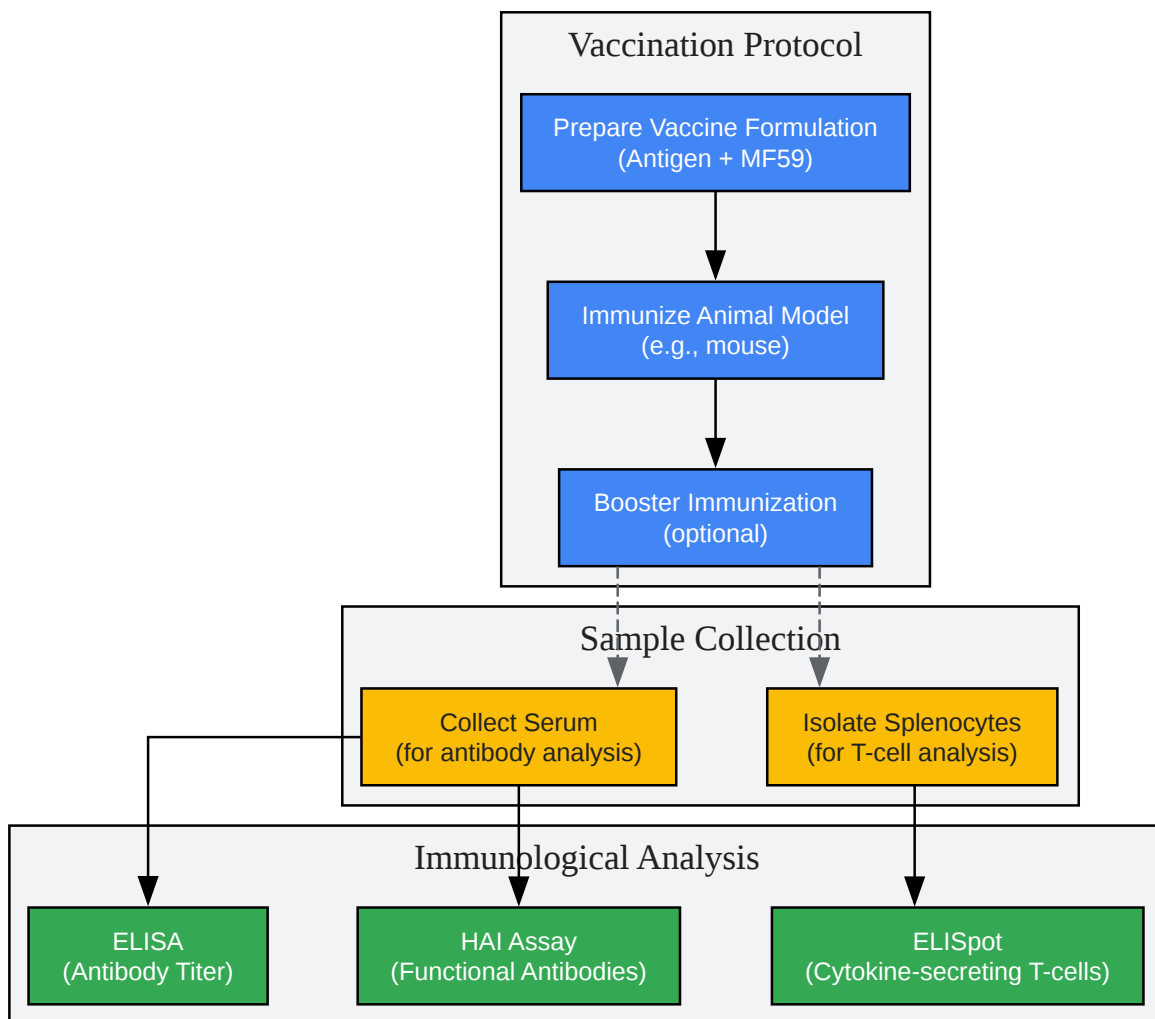 Vaccination Protocol
Prepare Vaccine Formulation
(Antigen + MF59)
Immunize Animal Model
(e.g., mouse)
Booster Immunization
(optional)
Sample Collection
Collect Serum
(for antibody analysis)
Isolate Splenocytes
(for T-cell analysis)
Immunological Analysis
ELISA
(Antibody Titer)
HAI Assay
(Functional Antibodies)
ELISpot
(Cytokine-secreting T-cells)